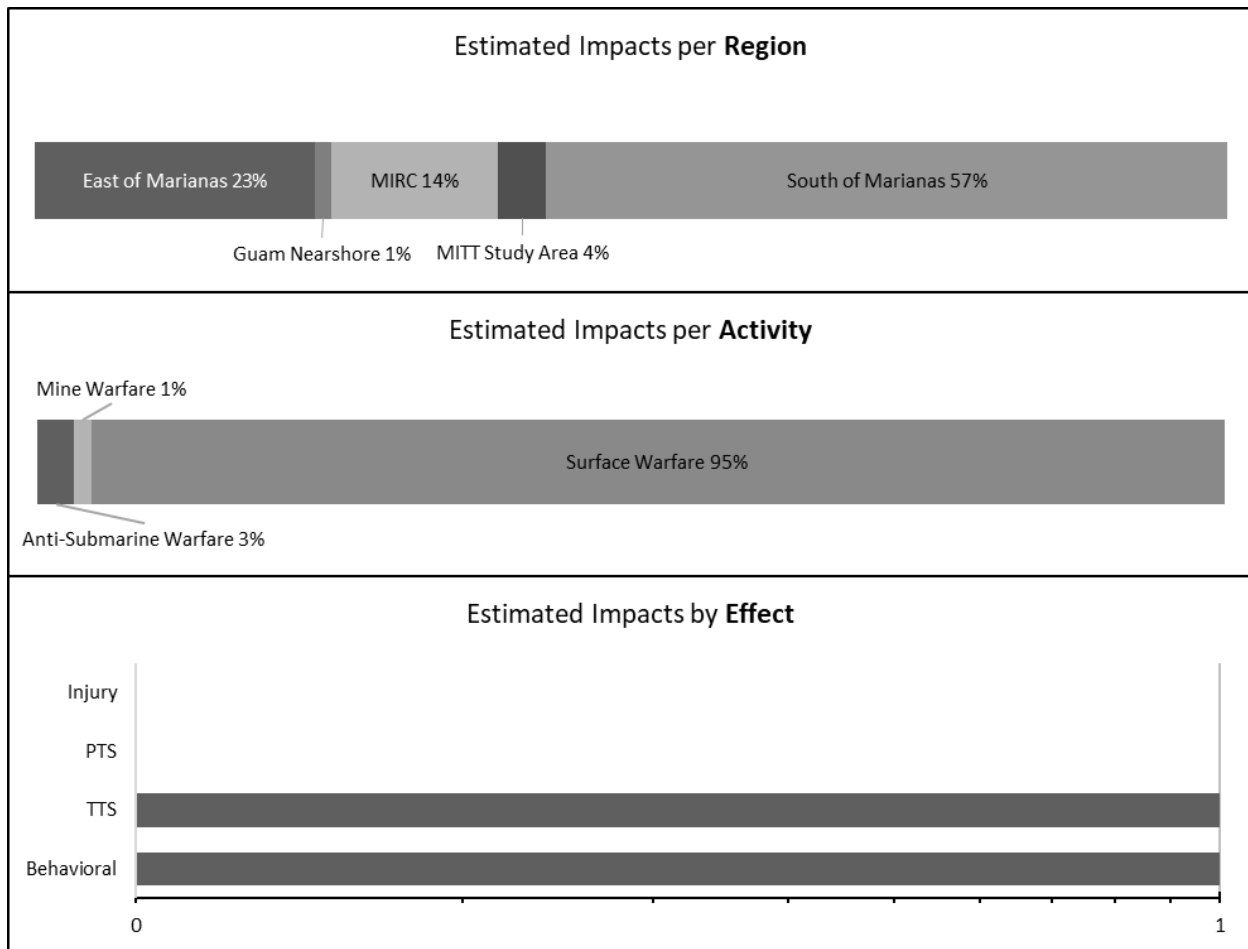 Estimated Impacts per Region
East of Marianas 23%
MIRC 14%
South of Marianas 57%
Guam Nearshore 1%
MITT Study Area 4%
Estimated Impacts per Activity
Mine Warfare 1%
Surface Warfare 95%
Anti-Submarine Warfare 3%
Estimated Impacts by Effect
Injury
PTS
TTS
Behavioral
0
1